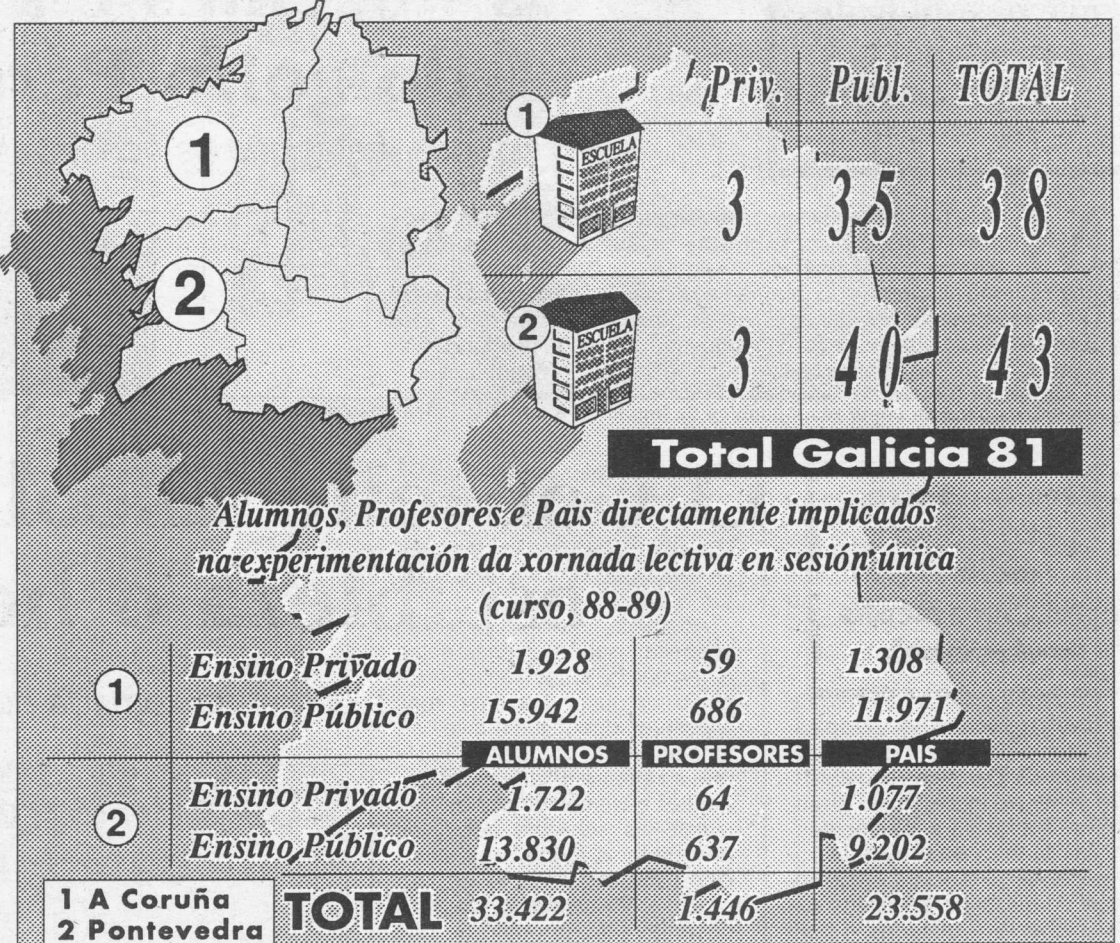 1
2
Priv. Publ. TOTAL
1 ESCUELA 3 35 38
2 ESCUELA 3 40 43
Total Galicia 81
Alumnos, Profesores e Pais directamente implicados
na experimentación da xornada lectiva en sesión única
(curso, 88-89)
1
Ensino Privado 1.928 59 1.308
Ensino Público 15.942 686 11.971
ALUMNOS PROFESORES PAIS
2
Ensino Privado 1.722 64 1.077
Ensino Público 13.830 637 9.202
TOTAL 33.422 1.446 23.558
1 A Coruña
2 Pontevedra